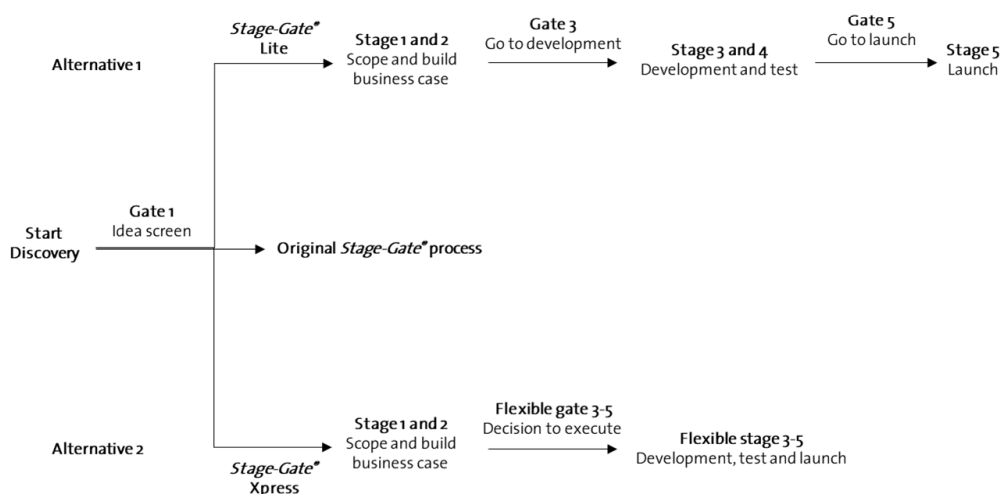 Stage-Gate®
Lite
Alternative 1
Stage 1 and 2
Scope and build
business case
Gate 3
Go to development
Stage 3 and 4
Development and test
Gate 5
Go to launch
Stage 5
Launch
Start
Discovery
Gate 1
Idea screen
Original Stage-Gate® process
Alternative 2
Stage-Gate®
Xpress
Stage 1 and 2
Scope and build
business case
Flexible gate 3-5
Decision to execute
Flexible stage 3-5
Development, test and launch